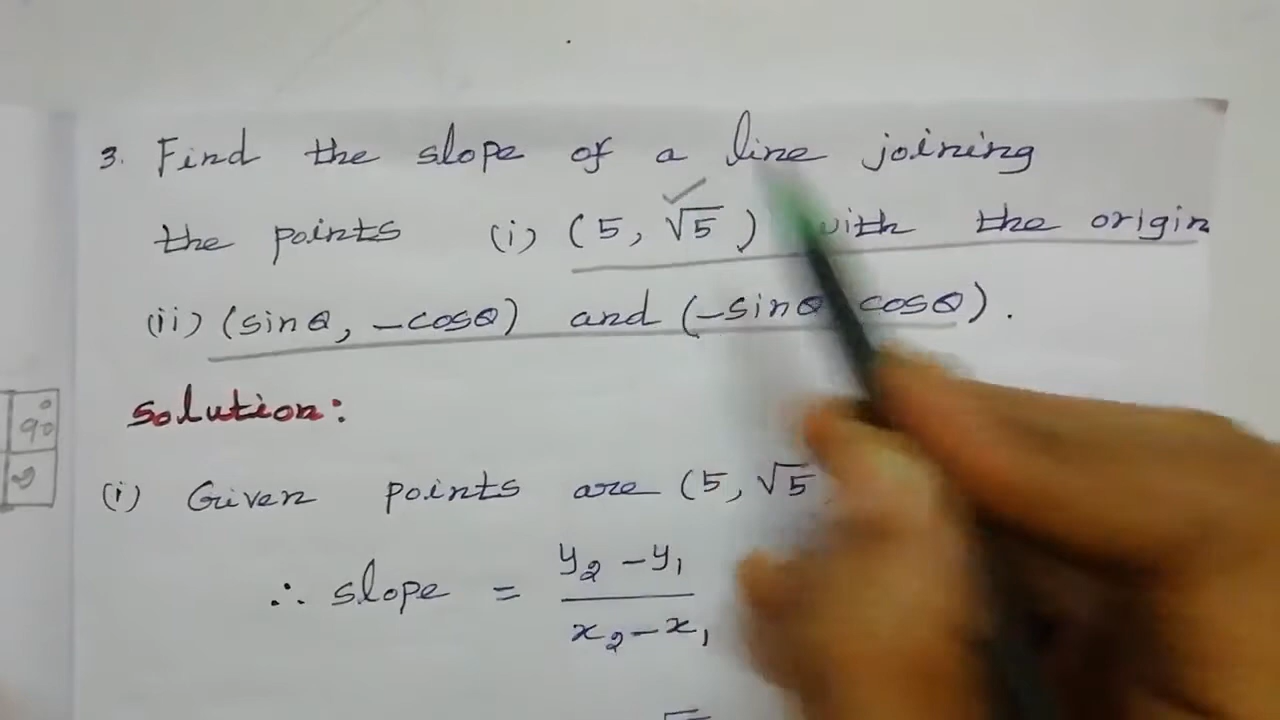 3. Find the slope of a line joining
the points (i) (5, √5) with the origin
(ii) (sinθ, -cosθ) and (-sinθ cosθ).
Solution:
(i) Given points are (5, √5
∴ slope = y₂ - y₁ / x₂ - x₁
90